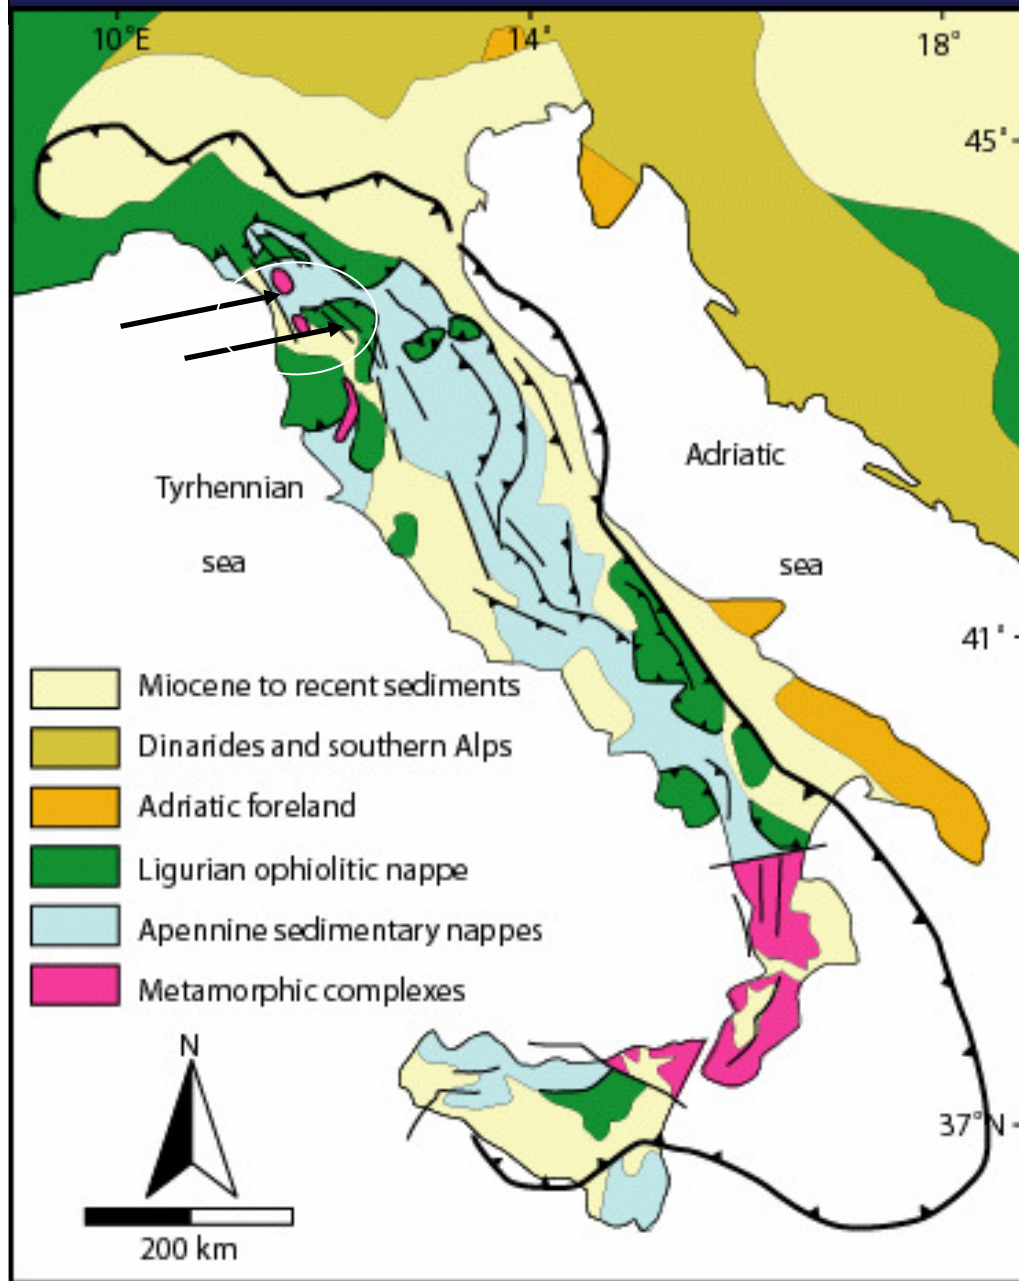 10°E
14°
18°
45°
Adriatic
Tyrhennian
sea
sea
41°
Miocene to recent sediments
Dinarides and southern Alps
Adriatic foreland
Ligurian ophiolitic nappe
Apennine sedimentary nappes
Metamorphic complexes
N
37°N
200 km